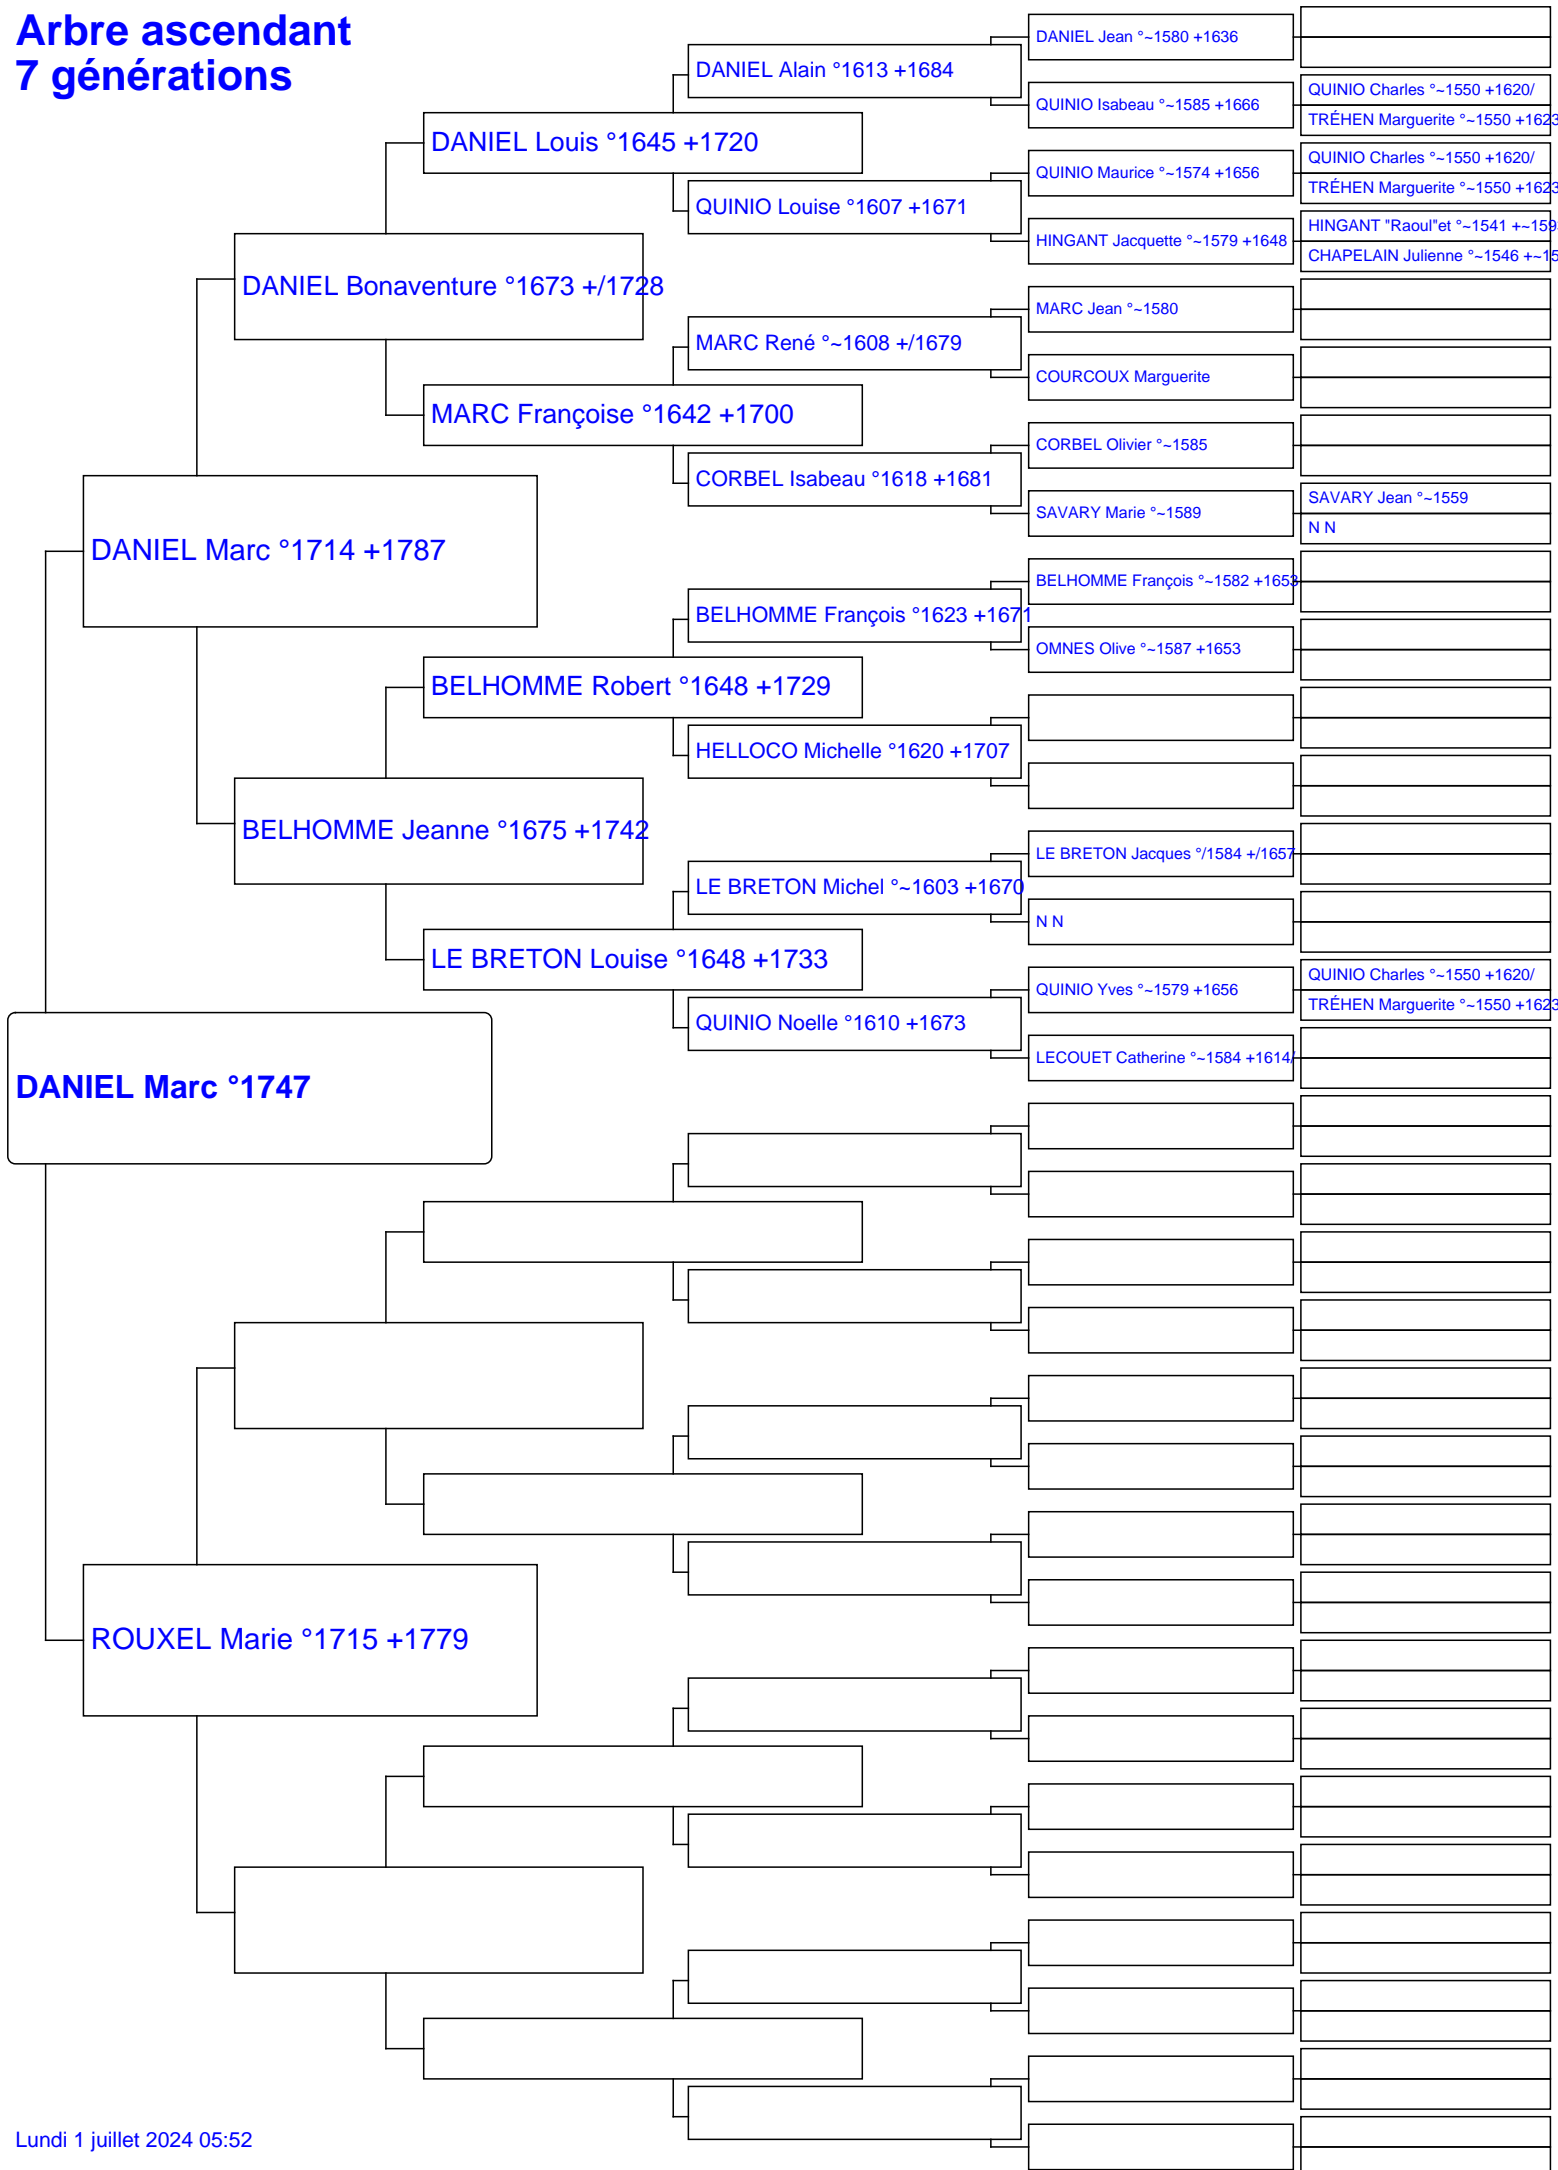 Arbre ascendant
7 générations
DANIEL Marc °1747
DANIEL Marc °1714 +1787
ROUXEL Marie °1715 +1779
DANIEL Bonaventure °1673 +/1728
BELHOMME Jeanne °1675 +1742
DANIEL Louis °1645 +1720
MARC Françoise °1642 +1700
BELHOMME Robert °1648 +1729
LE BRETON Louise °1648 +1733
DANIEL Alain °1613 +1684
QUINIO Louise °1607 +1671
MARC René °~1608 +/1679
CORBEL Isabeau °1618 +1681
BELHOMME François °1623 +1671
HELLOCO Michelle °1620 +1707
LE BRETON Michel °~1603 +1670
QUINIO Noelle °1610 +1673
DANIEL Jean °~1580 +1636
QUINIO Isabeau °~1585 +1666
QUINIO Maurice °~1574 +1656
HINGANT Jacquette °~1579 +1648
MARC Jean °~1580
COURCOUX Marguerite
CORBEL Olivier °~1585
SAVARY Marie °~1589
BELHOMME François °~1582 +1653
OMNES Olive °~1587 +1653
LE BRETON Jacques °/1584 +/1657
N N
QUINIO Yves °~1579 +1656
LECOUET Catherine °~1584 +1614/
QUINIO Charles °~1550 +1620/
TRÉHEN Marguerite °~1550 +1623
QUINIO Charles °~1550 +1620/
TRÉHEN Marguerite °~1550 +1623
HINGANT "Raoul"et °~1541 +~159
CHAPELAIN Julienne °~1546 +~15
SAVARY Jean °~1559
N N
QUINIO Charles °~1550 +1620/
TRÉHEN Marguerite °~1550 +1623
Lundi 1 juillet 2024 05:52